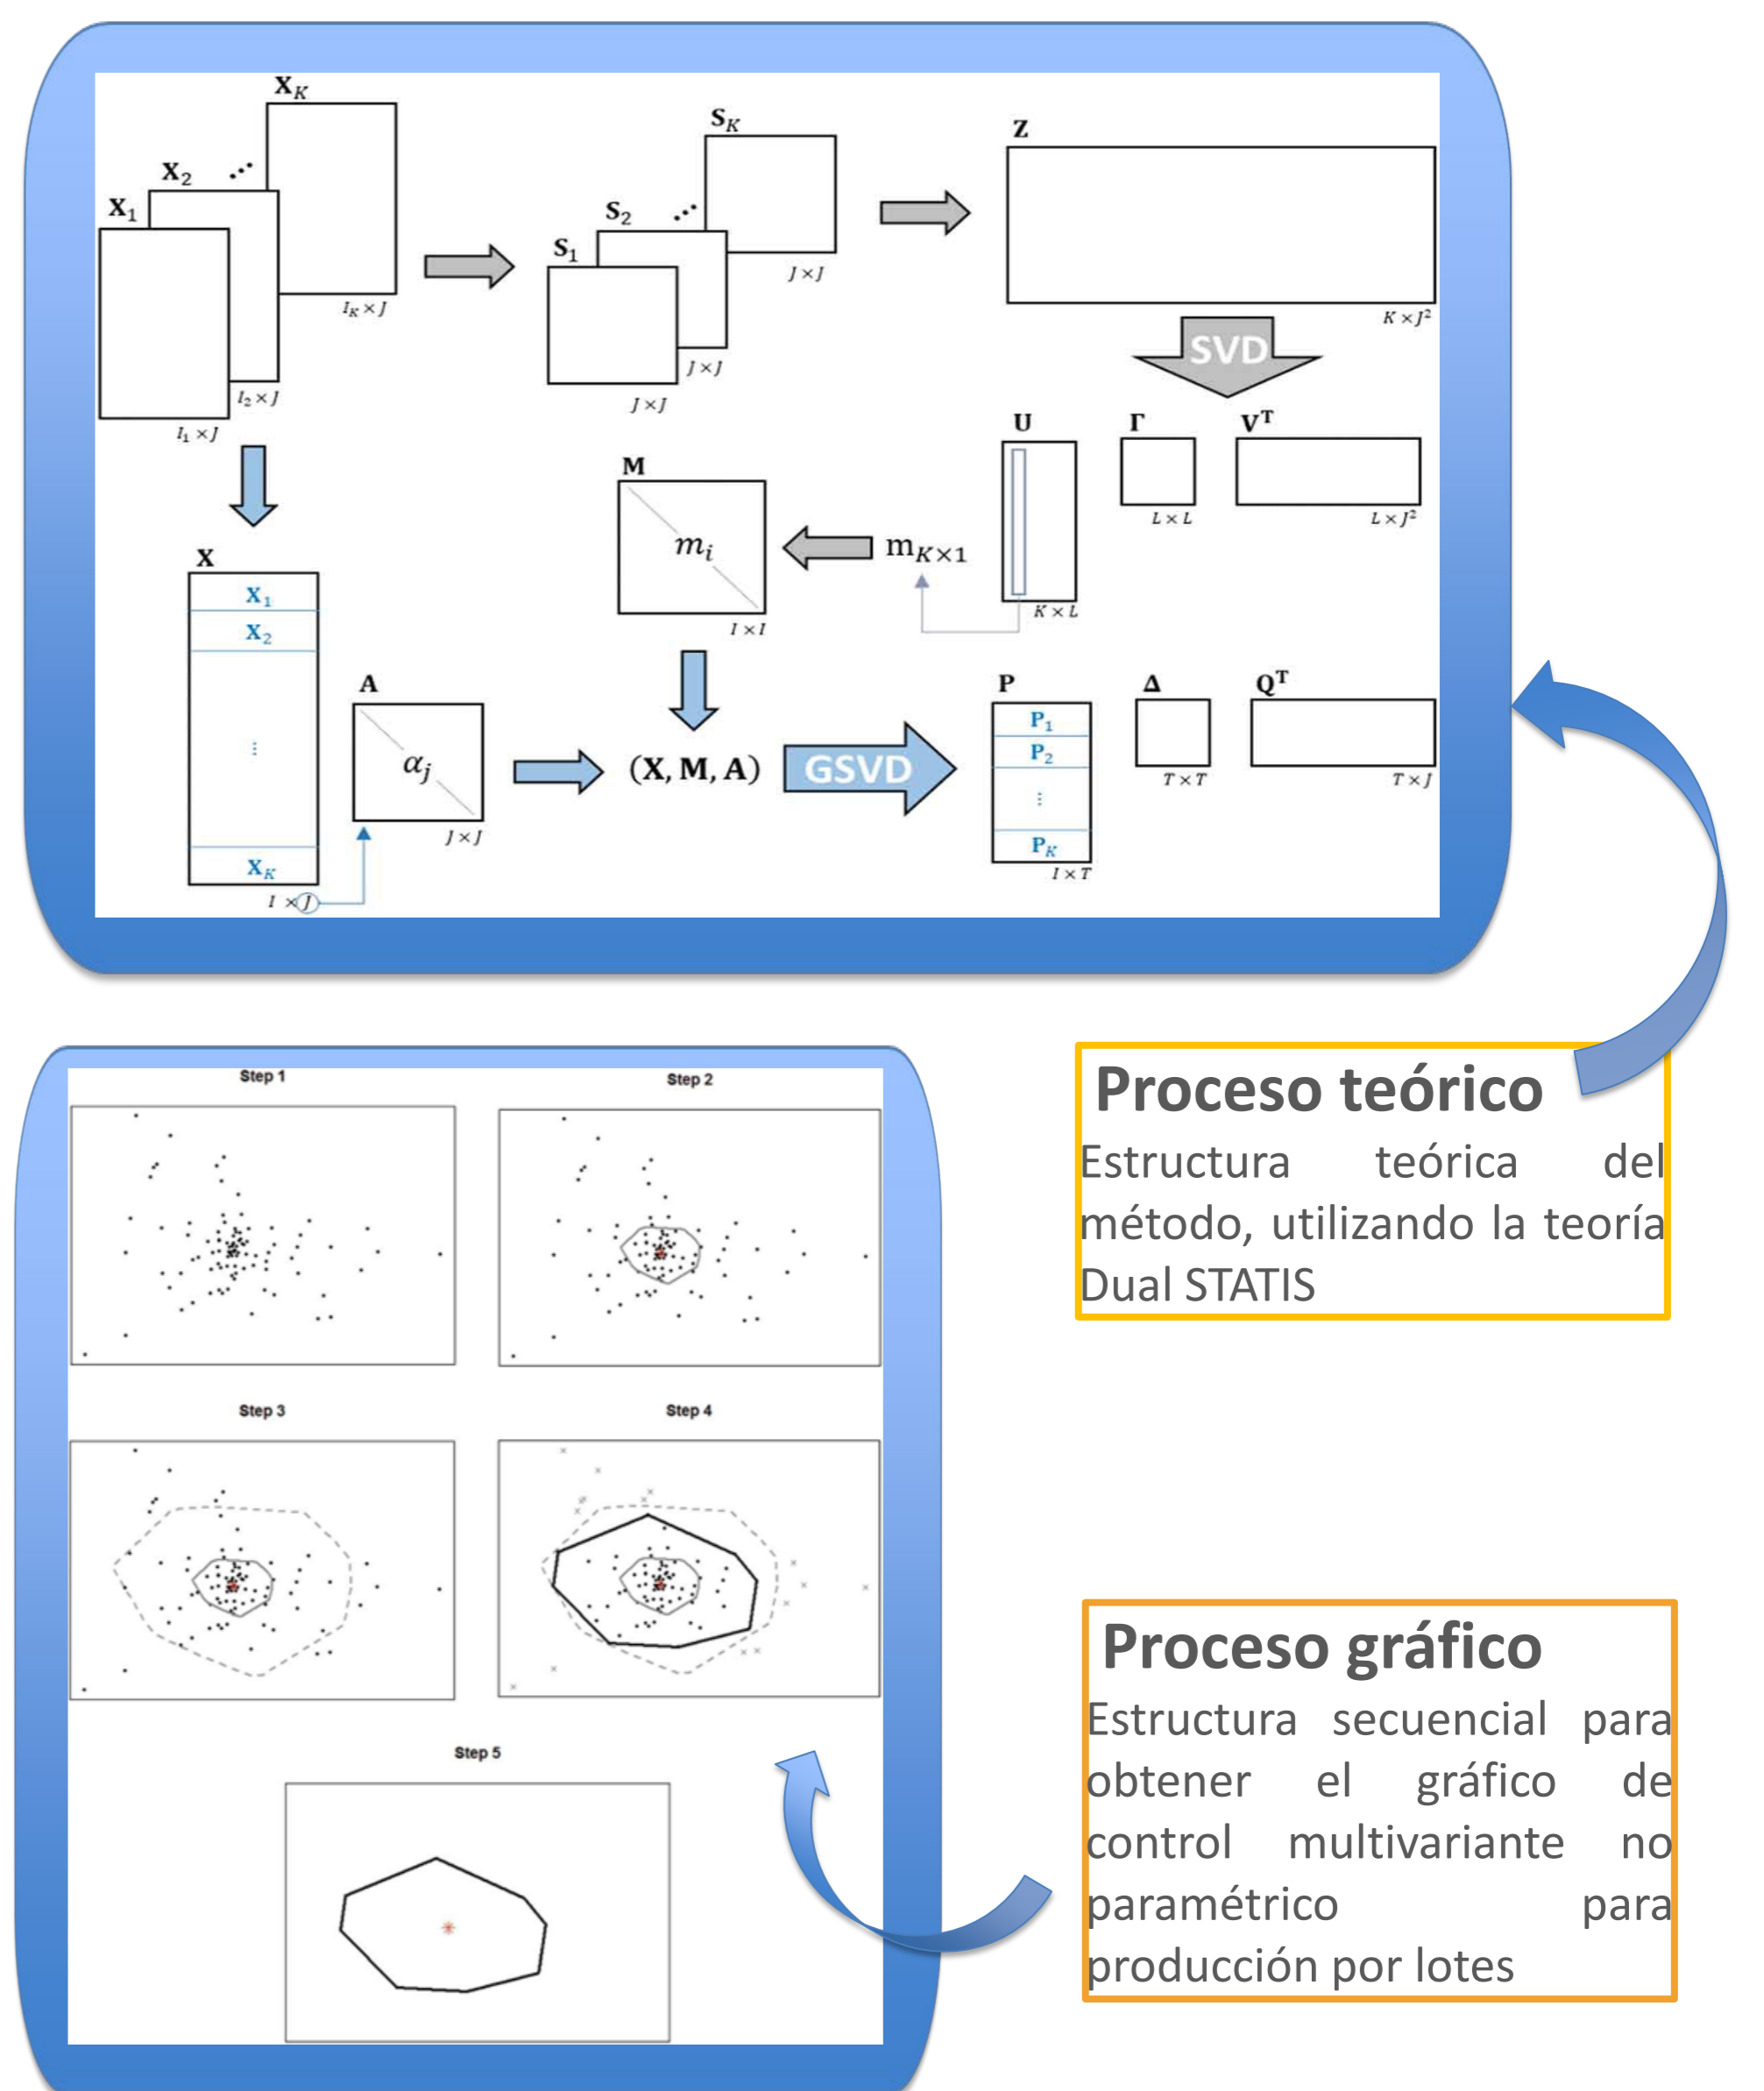 X_K
X_2 ⋰
X_1
I_K × J
I_2 × J
I_1 × J
S_K
S_2 ⋰
S_1
J × J
J × J
J × J
Z
K × J²
SVD
U
Γ
V^T
K × L
L × L
L × J²
m_{K×1}
M
m_i
I × I
X
X_1
X_2
⋮
X_K
I × J
A
α_j
J × J
(X, M, A)
GSVD
P
P_1
P_2
⋮
P_K
I × T
Δ
T × T
Q^T
T × J
Proceso teórico
Estructura teórica del
método, utilizando la teoría
Dual STATIS
Step 1
Step 2
Step 3
Step 4
Step 5
Proceso gráfico
Estructura secuencial para
obtener el gráfico de
control multivariante no
paramétrico para
producción por lotes